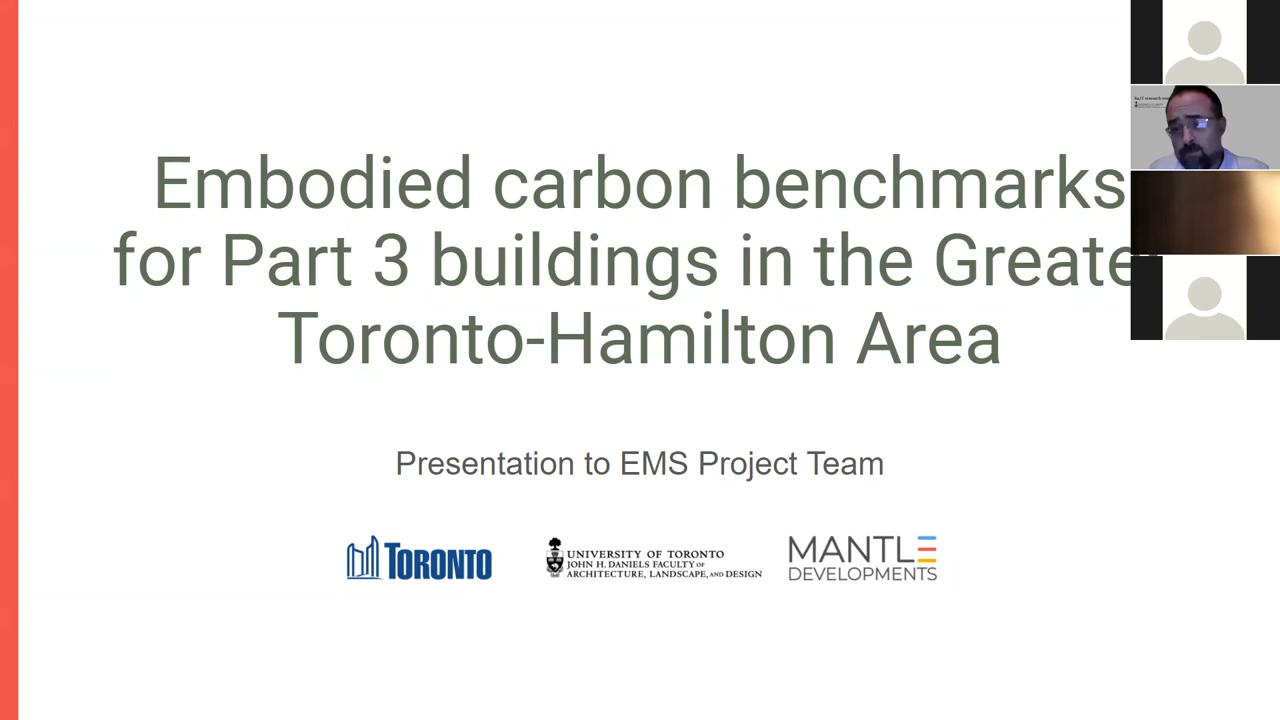 Embodied carbon benchmarks
for Part 3 buildings in the Greate
Toronto-Hamilton Area
Presentation to EMS Project Team
TORONTO
UNIVERSITY OF TORONTO
JOHN H. DANIELS FACULTY OF
ARCHITECTURE, LANDSCAPE, AND DESIGN
MANTLE
DEVELOPMENTS